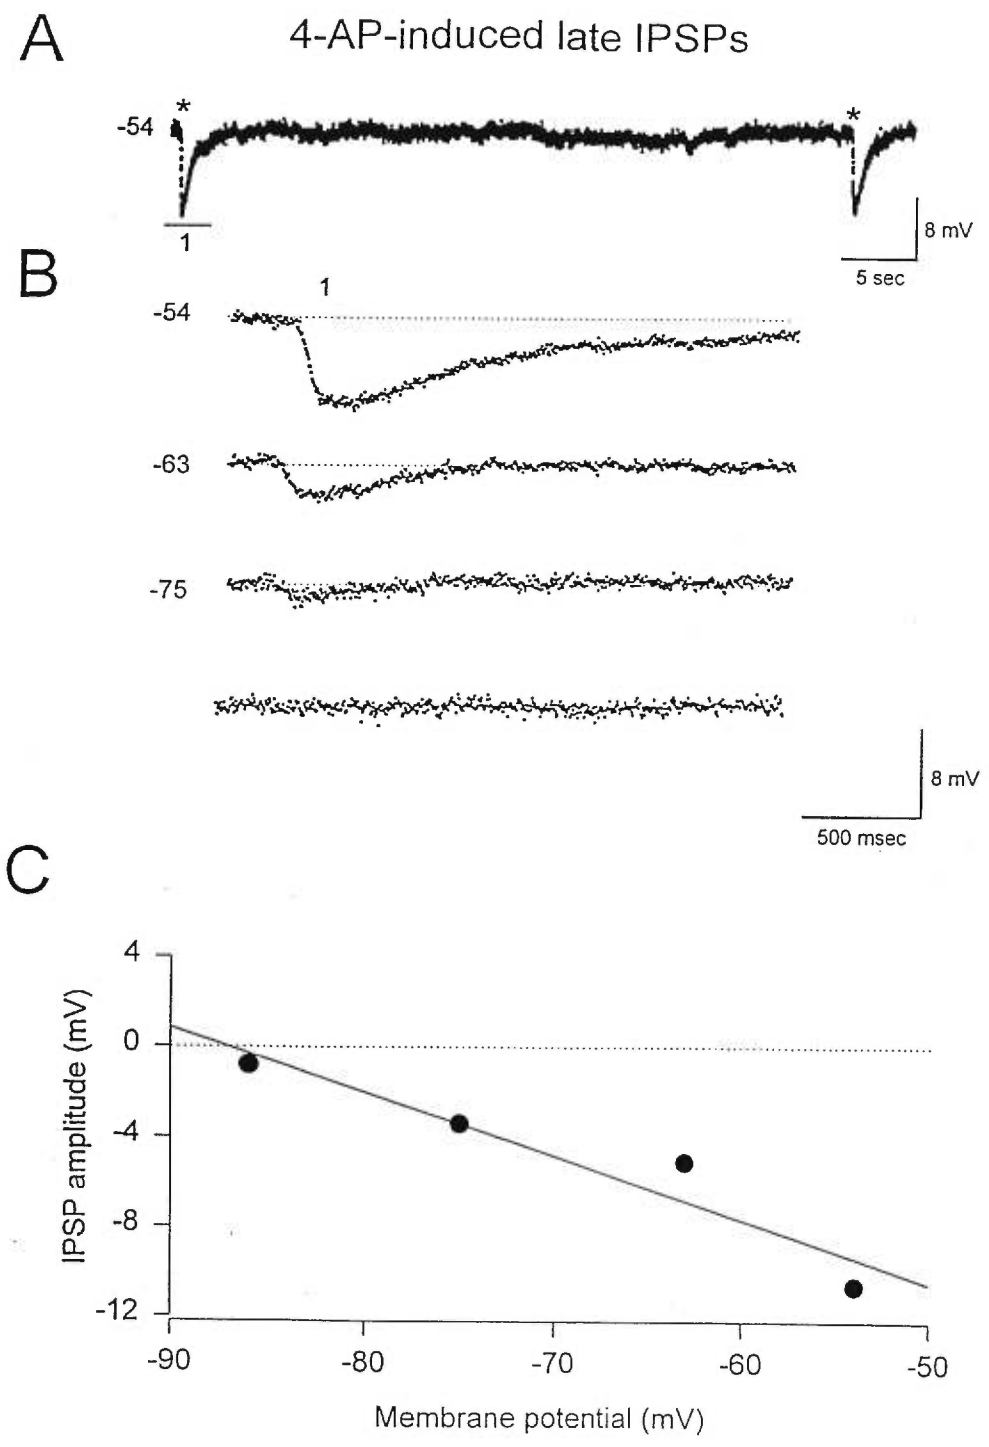 A
4-AP-induced late IPSPs
*
*
-54
1
8 mV
5 sec
B
1
-54
-63
-75
8 mV
500 msec
C
4
0
-4
-8
-12
IPSP amplitude (mV)
-90
-80
-70
-60
-50
Membrane potential (mV)